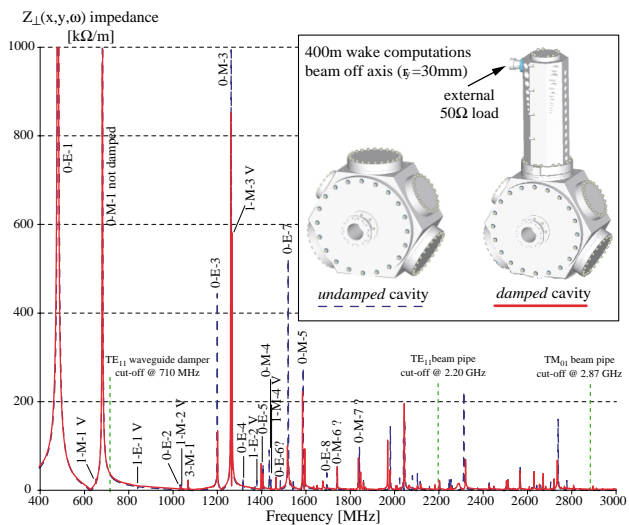 Z⊥(x,y,ω) impedance
[kΩ/m]
1000
800
600
400
200
0
400m wake computations
beam off axis (ry=30mm)
external
50Ω load
undamped cavity
damped cavity
0-E-1
0-M-1 not damped
0-M-3
1-M-3 V
0-E-3
0-E-7
0-M-5
0-M-4
1-M-4 V
TE11 waveguide damper
cut-off @ 710 MHz
TE11 beam pipe
cut-off @ 2.20 GHz
TM01 beam pipe
cut-off @ 2.87 GHz
1-M-1 V
1-E-1 V
0-E-2
1-M-2 V
3-M-1
0-E-4
1-E-2 V
0-E-5
0-E-6?
0-E-8
0-M-6 ?
0-M-7 ?
400 600 800 1000 1200 1400 1600 1800 2000 2200 2400 2600 2800 3000
Frequency [MHz]